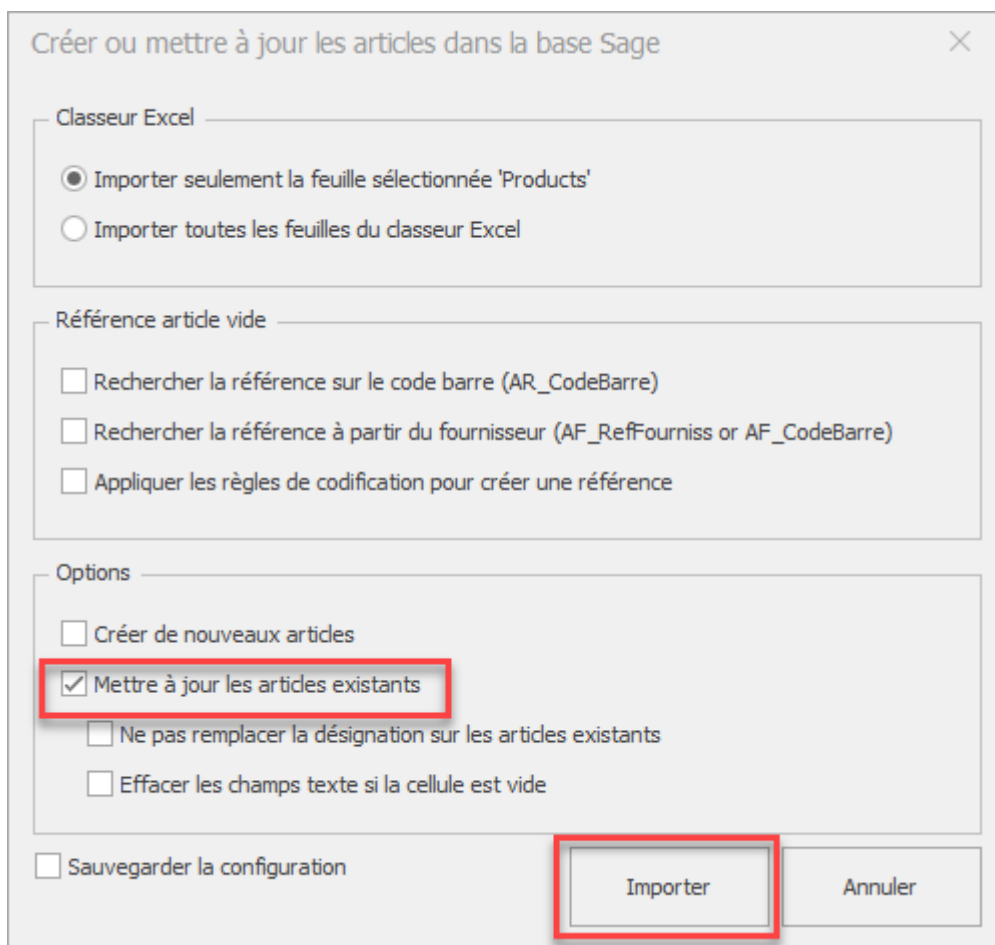 Créer ou mettre à jour les articles dans la base Sage
Classeur Excel
Importer seulement la feuille sélectionnée 'Products'
Importer toutes les feuilles du classeur Excel
Référence article vide
Rechercher la référence sur le code barre (AR_CodeBarre)
Rechercher la référence à partir du fournisseur (AF_RefFourniss or AF_CodeBarre)
Appliquer les règles de codification pour créer une référence
Options
Créer de nouveaux articles
Mettre à jour les articles existants
Ne pas remplacer la désignation sur les articles existants
Effacer les champs texte si la cellule est vide
Sauvegarder la configuration
Importer
Annuler